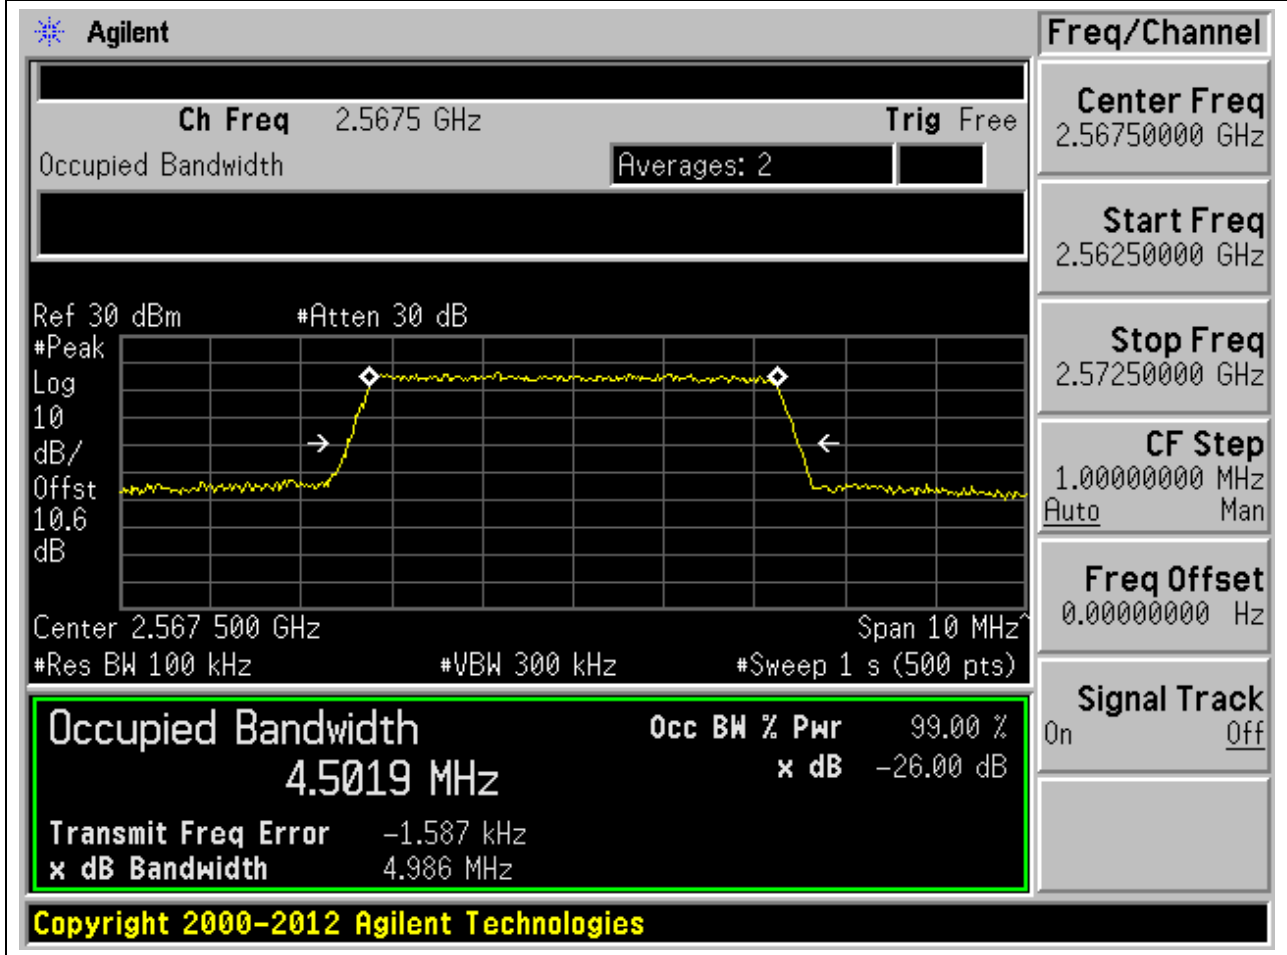 Agilent
Freq/Channel
Ch Freq 2.5675 GHz Trig Free
Occupied Bandwidth Averages: 2
Center Freq
2.56750000 GHz
Start Freq
2.56250000 GHz
Stop Freq
2.57250000 GHz
CF Step
1.00000000 MHz
Auto Man
Freq Offset
0.00000000 Hz
Signal Track
On Off
Ref 30 dBm #Atten 30 dB
#Peak
Log
10
dB/
Offst
10.6
dB
Center 2.567 500 GHz Span 10 MHz^
#Res BW 100 kHz #VBW 300 kHz #Sweep 1 s (500 pts)
Occupied Bandwidth Occ BW % Pwr 99.00 %
4.5019 MHz x dB -26.00 dB
Transmit Freq Error -1.587 kHz
x dB Bandwidth 4.986 MHz
Copyright 2000-2012 Agilent Technologies